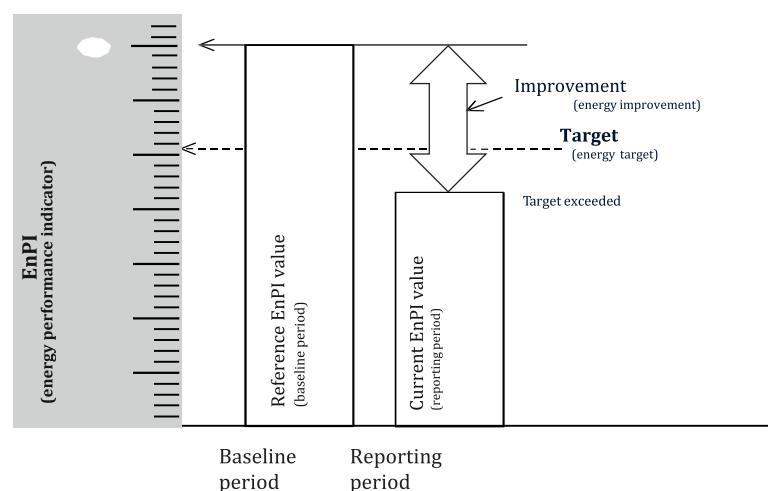 EnPI
(energy performance indicator)
Reference EnPI value
(baseline period)
Current EnPI value
(reporting period)
Improvement
(energy improvement)
Target
(energy target)
Target exceeded
Baseline
period
Reporting
period